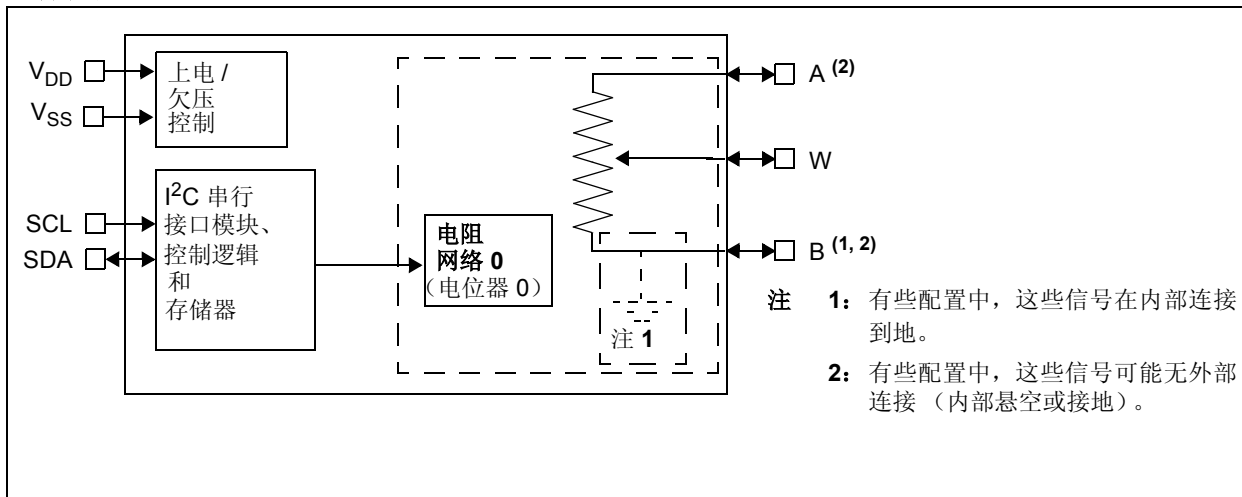 V_DD
上电 /
欠压
控制
V_SS
I²C 串行
接口模块、
控制逻辑
和
存储器
SCL
SDA
电阻
网络 0
（电位器 0）
A (2)
W
B (1, 2)
注 1
注 1： 有些配置中，这些信号在内部连接
到地。
2： 有些配置中，这些信号可能无外部
连接 （内部悬空或接地）。